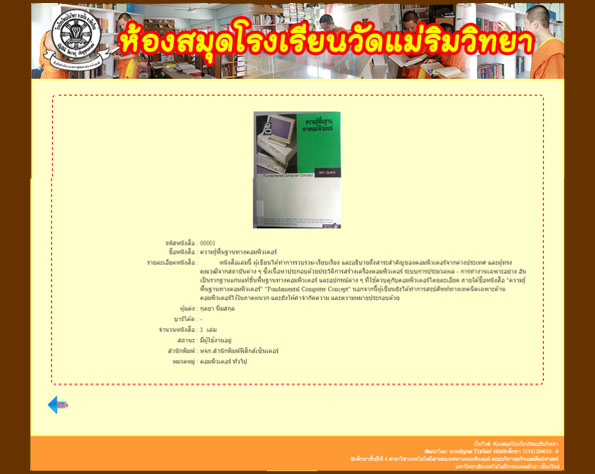 ห้องสมุดโรงเรียนวัดแม่ริมวิทยา
ความรู้พื้นฐาน
ทางคอมพิวเตอร์
Fundamental Computer Concept
รหัสหนังสือ : 00001
ชื่อหนังสือ : ความรู้พื้นฐานทางคอมพิวเตอร์
รายละเอียดหนังสือ : หนังสือเล่มนี้ ผู้เขียนได้ทำการรวบรวม-เรียบเรียง และอธิบายถึงสาระสำคัญของคอมพิวเตอร์จากต่างประเทศ และผู้ทรง
คุณวุฒิจากสถาบันต่าง ๆ ซึ่งเนื้อหาประกอบด้วยประวัติการสร้างเครื่องคอมพิวเตอร์ ระบบการประมวลผล - การทำงานเฉพาะอย่าง อัน
เป็นรากฐานแก่นแท้ขั้นพื้นฐานทางคอมพิวเตอร์ และอุปกรณ์ต่าง ๆ ที่ใช้ควบคู่กับคอมพิวเตอร์โดยละเอียด ภายใต้ชื่อหนังสือ "ความรู้
พื้นฐานทางคอมพิวเตอร์" "Fundamental Computer Concept" นอกจากนี้ผู้เขียนยังได้ทำการสรุปศัพท์ทางเทคนิคเฉพาะด้าน
คอมพิวเตอร์ไว้ในภาคผนวก และยังให้คำจำกัดความ และความหมายประกอบด้วย
ผู้แต่ง : กฤตยา ริมสกุล
บาร์โค้ด : -
จำนวนหนังสือ : 1 เล่ม
สถานะ : มีผู้ใช้งานอยู่
สำนักพิมพ์ : หจก.สำนักพิมพ์ฟิสิกส์เซ็นเตอร์
หมวดหมู่ : คอมพิวเตอร์ ทั่วไป
เว็บไซต์ ห้องสมุดโรงเรียนวัดแม่ริมวิทยา